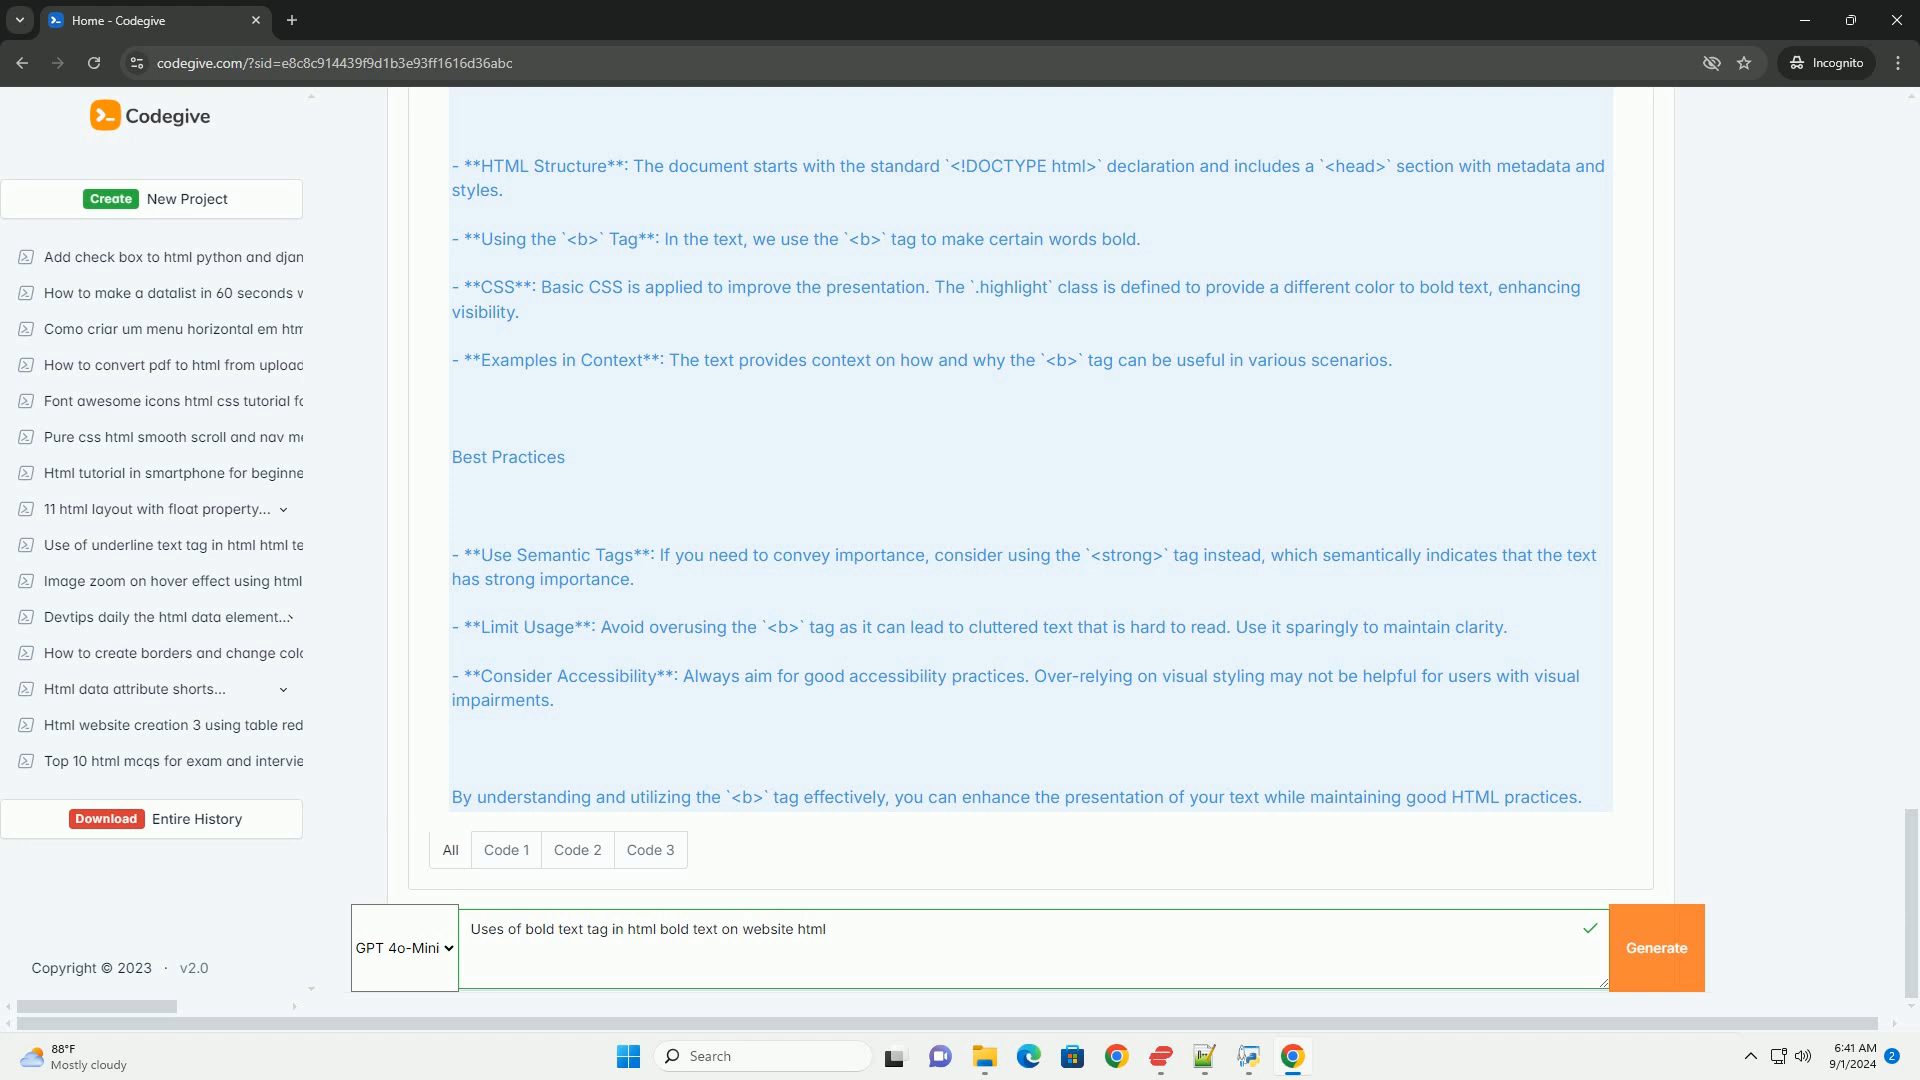 Home - Codegive
codegive.com/?sid=e8c8c914439f9d1b3e93ff1616d36abc
Incognito
Codegive
Create New Project
Add check box to html python and djan
How to make a datalist in 60 seconds v
Como criar um menu horizontal em htm
How to convert pdf to html from upload
Font awesome icons html css tutorial fo
Pure css html smooth scroll and nav me
Html tutorial in smartphone for beginne
11 html layout with float property...
Use of underline text tag in html html te
Image zoom on hover effect using html
Devtips daily the html data element...
How to create borders and change colo
Html data attribute shorts...
Html website creation 3 using table red
Top 10 html mcqs for exam and intervie
Download Entire History
Copyright © 2023 · v2.0
- **HTML Structure**: The document starts with the standard `<!DOCTYPE html>` declaration and includes a `<head>` section with metadata and
styles.
- **Using the `<b>` Tag**: In the text, we use the `<b>` tag to make certain words bold.
- **CSS**: Basic CSS is applied to improve the presentation. The `.highlight` class is defined to provide a different color to bold text, enhancing
visibility.
- **Examples in Context**: The text provides context on how and why the `<b>` tag can be useful in various scenarios.
Best Practices
- **Use Semantic Tags**: If you need to convey importance, consider using the `<strong>` tag instead, which semantically indicates that the text
has strong importance.
- **Limit Usage**: Avoid overusing the `<b>` tag as it can lead to cluttered text that is hard to read. Use it sparingly to maintain clarity.
- **Consider Accessibility**: Always aim for good accessibility practices. Over-relying on visual styling may not be helpful for users with visual
impairments.
By understanding and utilizing the `<b>` tag effectively, you can enhance the presentation of your text while maintaining good HTML practices.
All Code 1 Code 2 Code 3
GPT 4o-Mini
Uses of bold text tag in html bold text on website html
Generate
88°F
Mostly cloudy
Search
6:41 AM
9/1/2024
2